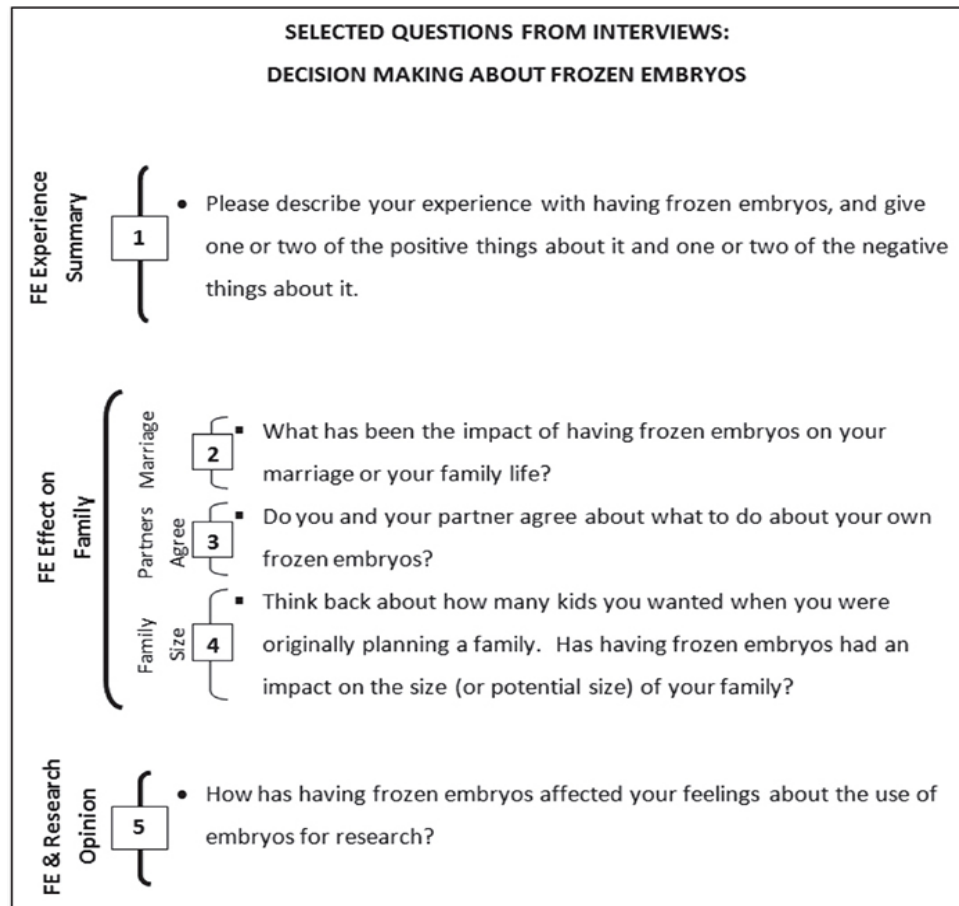 SELECTED QUESTIONS FROM INTERVIEWS:
DECISION MAKING ABOUT FROZEN EMBRYOS
FE Experience
Summary
1
• Please describe your experience with having frozen embryos, and give
one or two of the positive things about it and one or two of the negative
things about it.
FE Effect on
Family
Marriage
2
▪ What has been the impact of having frozen embryos on your
marriage or your family life?
Partners
Agree
3
▪ Do you and your partner agree about what to do about your own
frozen embryos?
Family
Size
4
▪ Think back about how many kids you wanted when you were
originally planning a family. Has having frozen embryos had an
impact on the size (or potential size) of your family?
FE & Research
Opinion
5
• How has having frozen embryos affected your feelings about the use of
embryos for research?